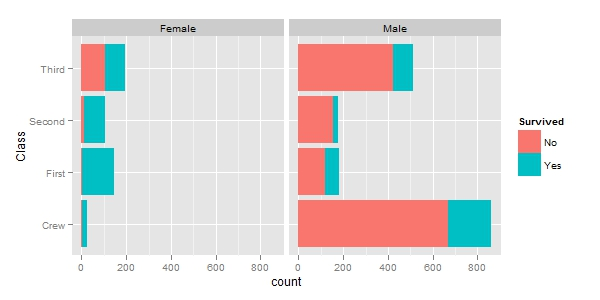 Female
Male
Third
Second
First
Crew
Class
0 200 400 600 800
0 200 400 600 800
count
Survived
No
Yes